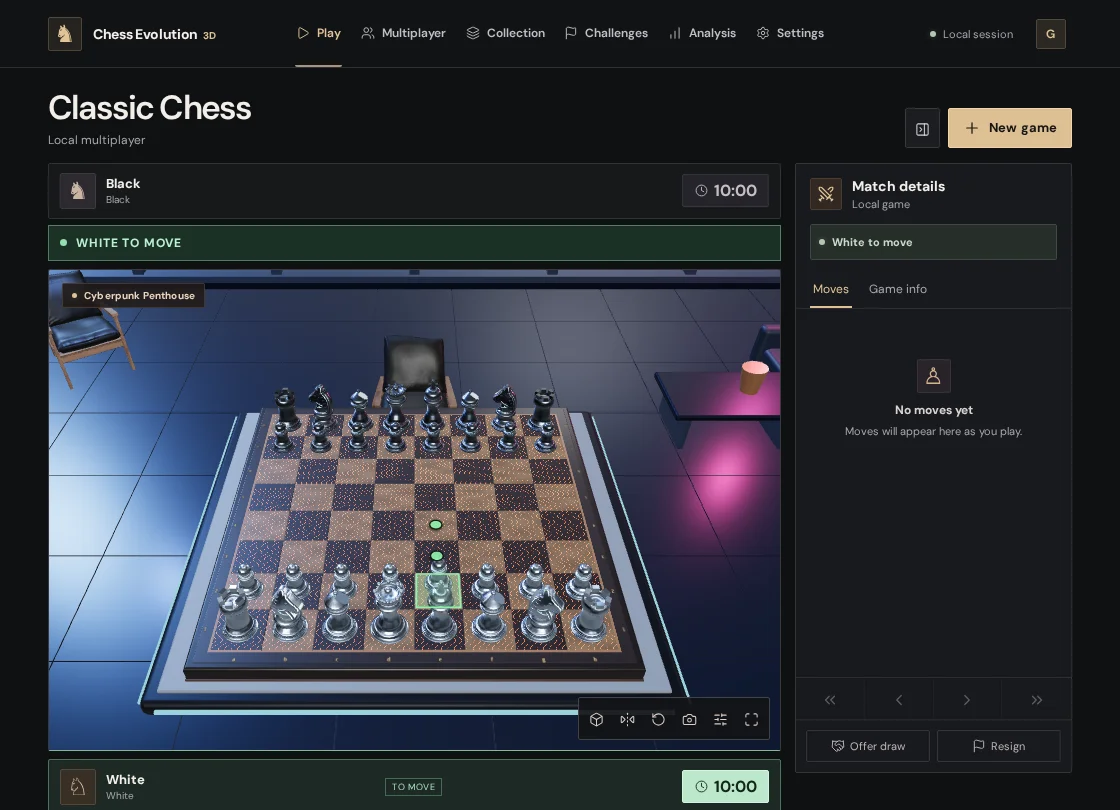 Chess Evolution 3D
Play
Multiplayer
Collection
Challenges
Analysis
Settings
Local session
G
Classic Chess
Local multiplayer
New game
Black
Black
10:00
WHITE TO MOVE
Cyberpunk Penthouse
Match details
Local game
White to move
Moves
Game info
No moves yet
Moves will appear here as you play.
Offer draw
Resign
White
White
TO MOVE
10:00